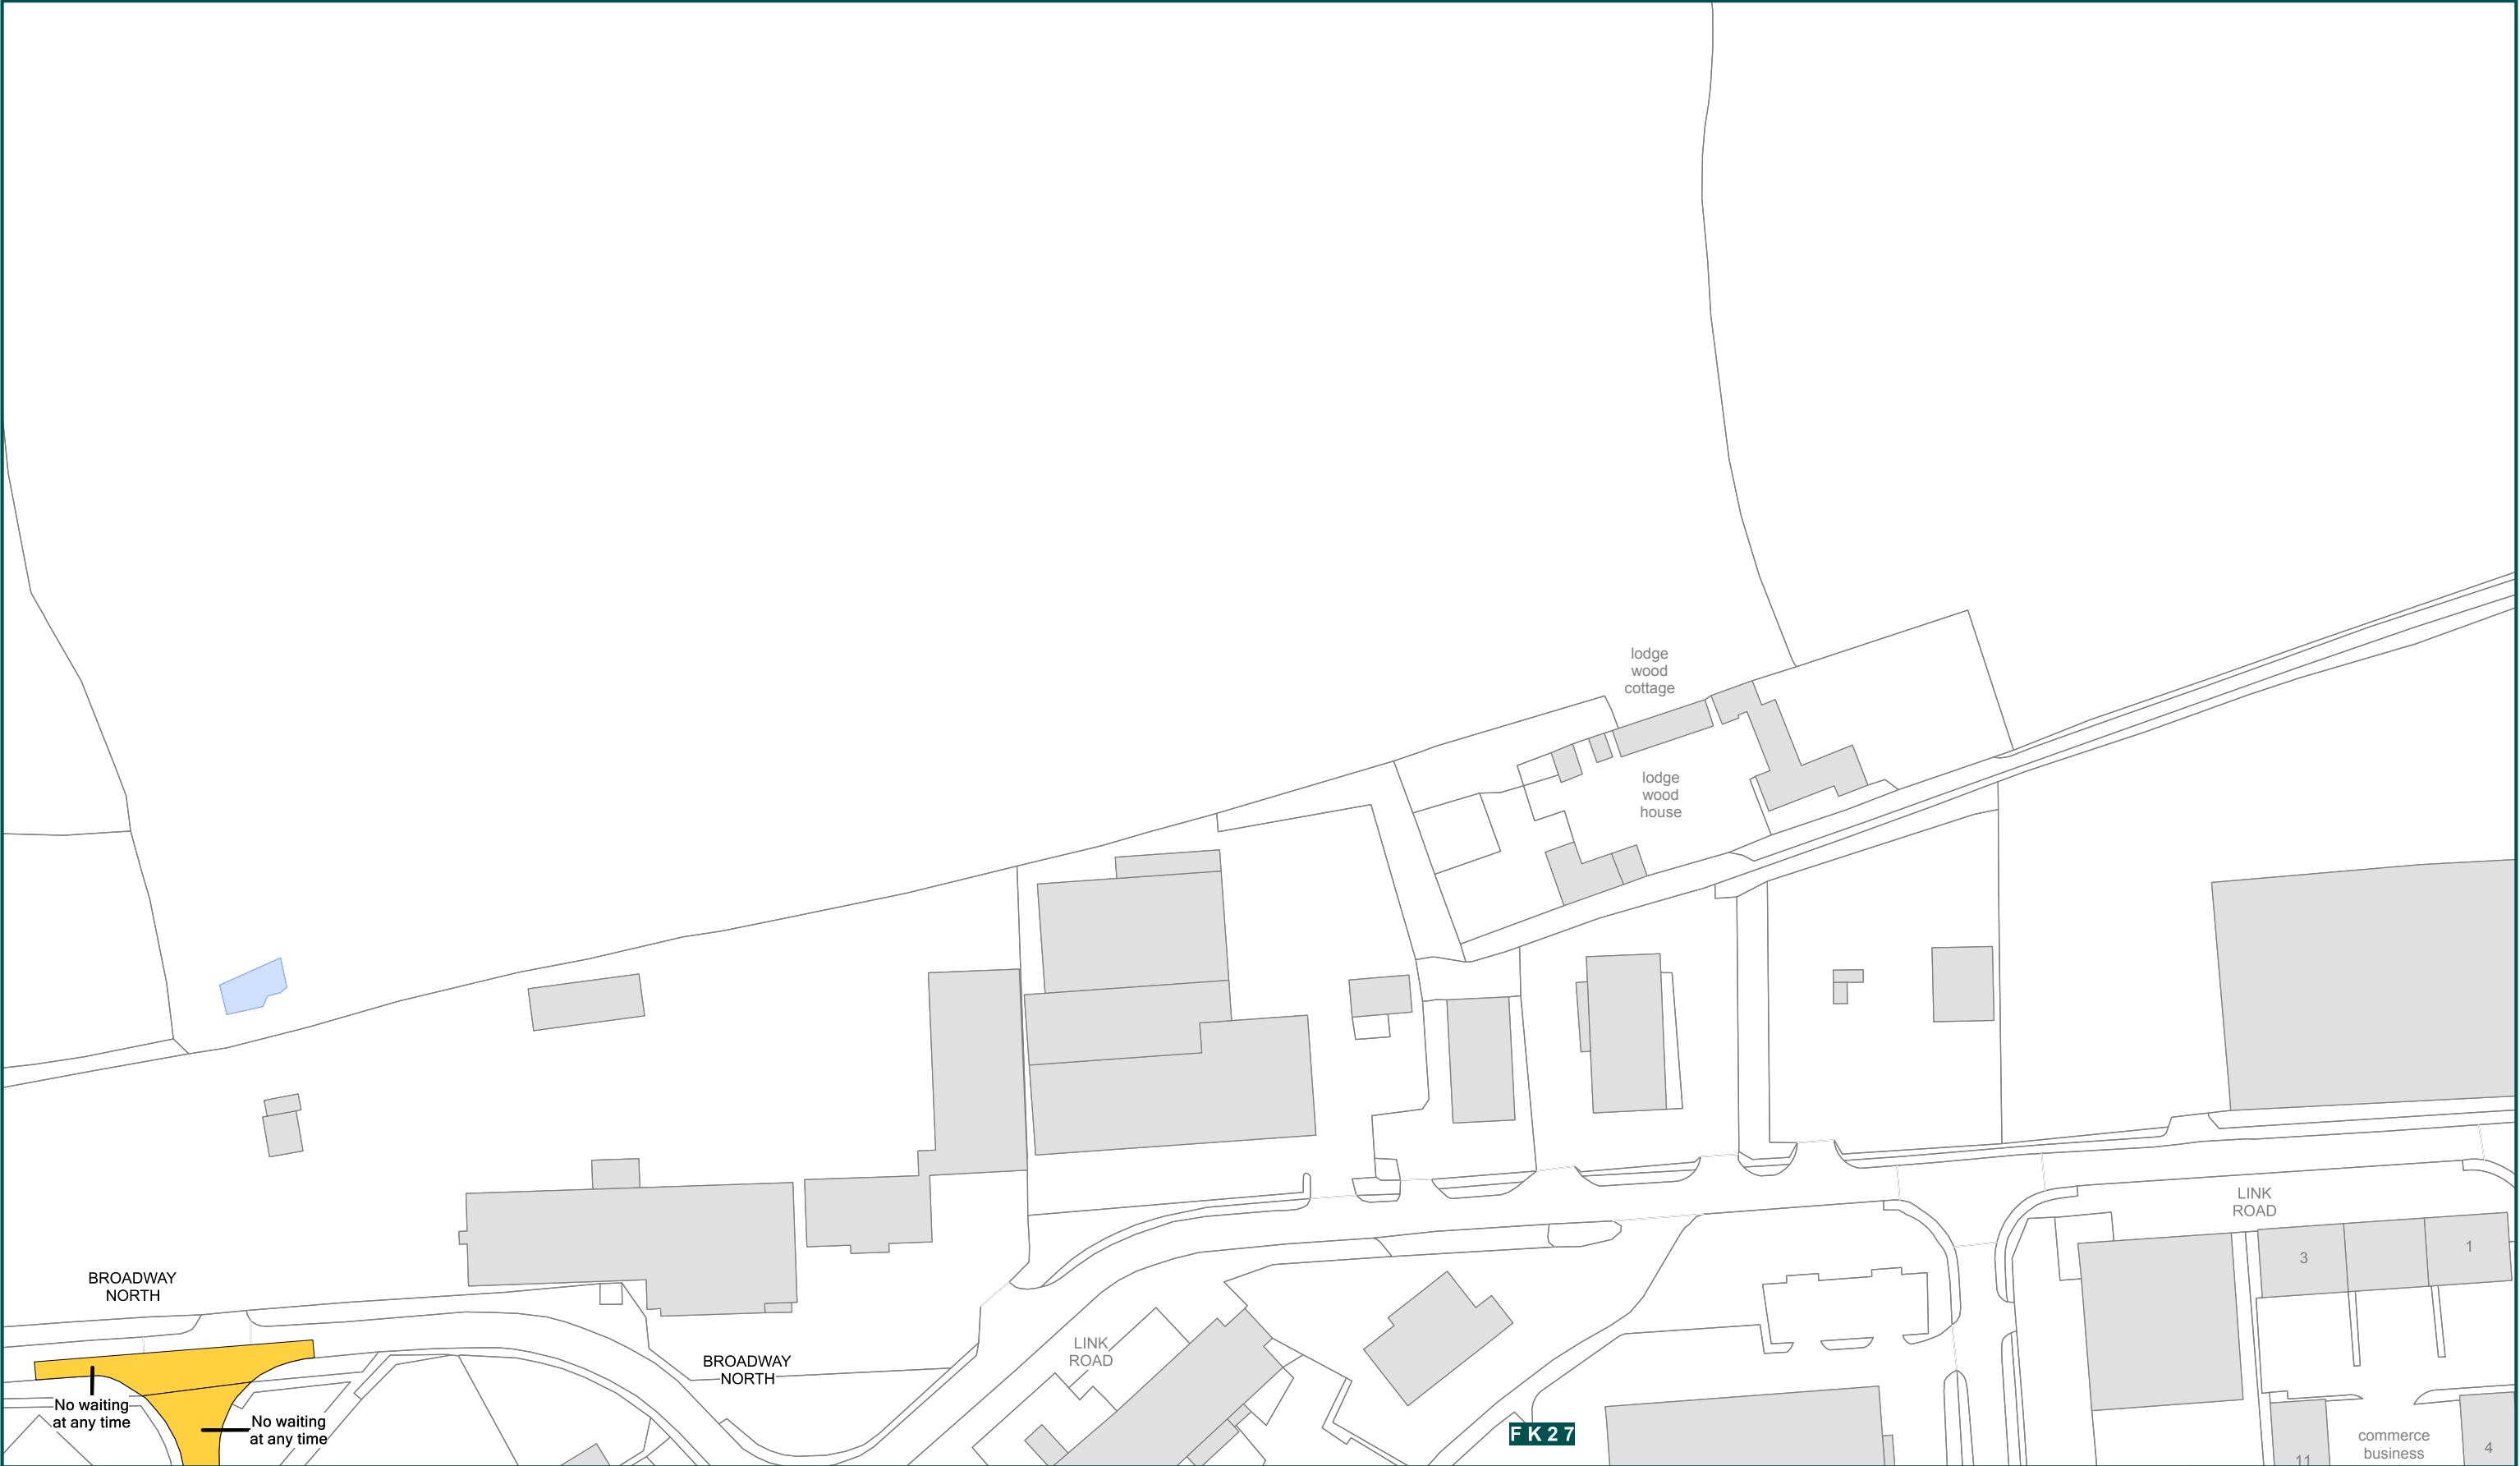 lodge
wood
cottage
lodge
wood
house
LINK
ROAD
3
1
BROADWAY
NORTH
LINK
ROAD
BROADWAY
NORTH
No waiting
at any time
No waiting
at any time
FK27
commerce
business
4
11